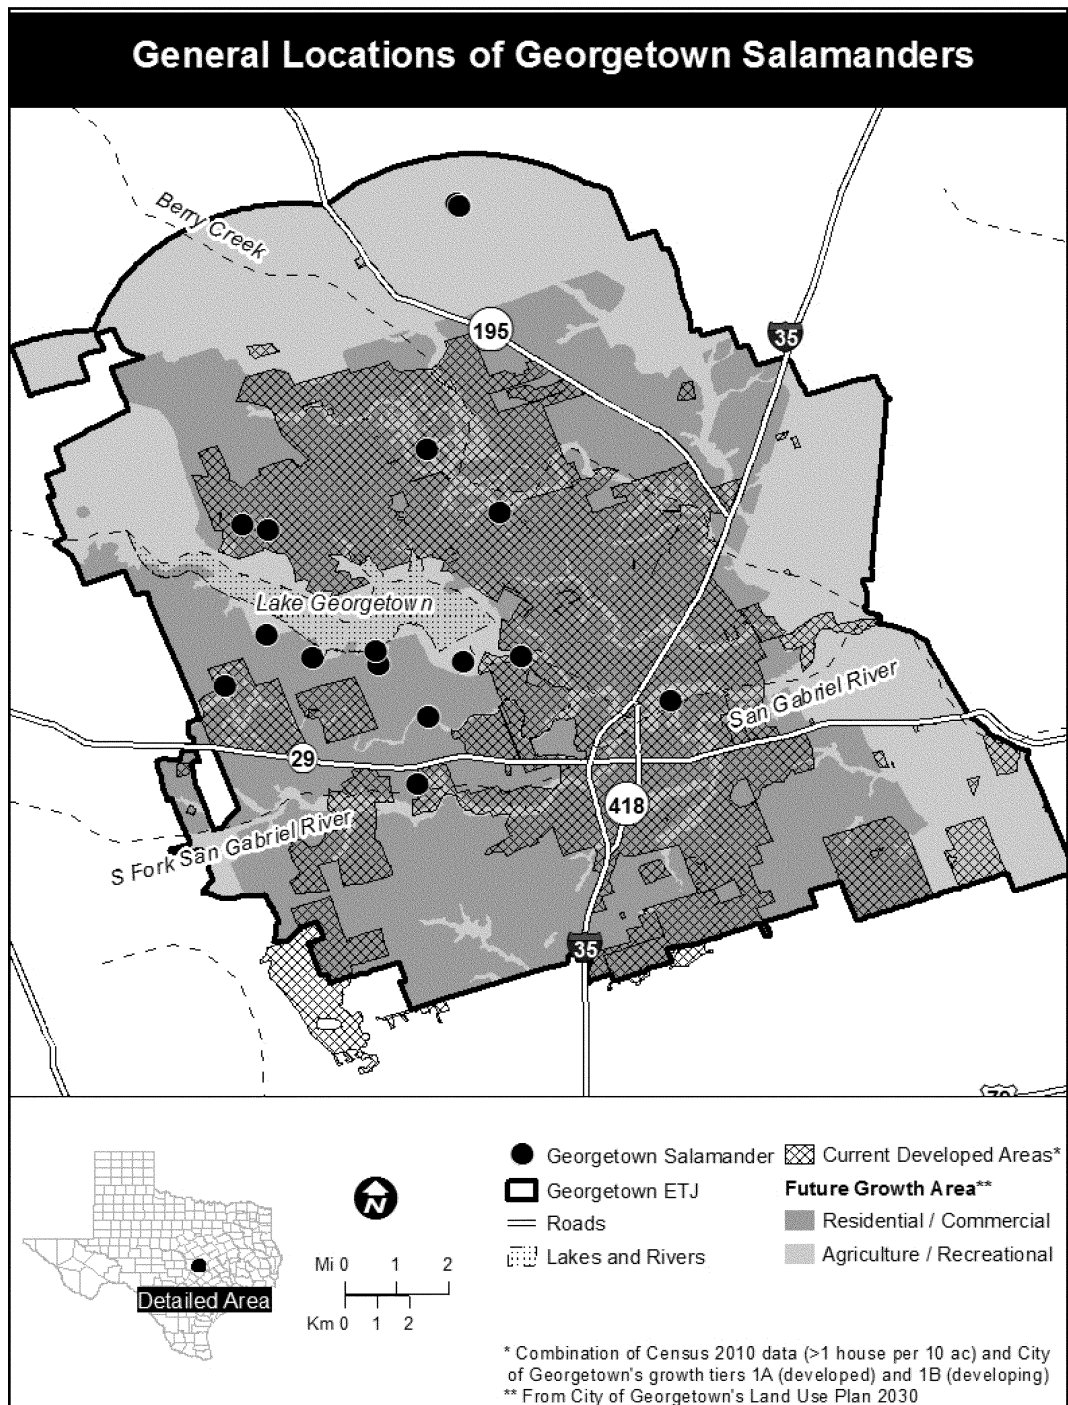 General Locations of Georgetown Salamanders
Berry Creek
195
35
Lake Georgetown
San Gabriel River
29
418
S Fork San Gabriel River
35
Detailed Area
N
Mi 0 1 2
Km 0 1 2
Georgetown Salamander
Georgetown ETJ
Roads
Lakes and Rivers
Current Developed Areas*
Future Growth Area**
Residential / Commercial
Agriculture / Recreational
* Combination of Census 2010 data (>1 house per 10 ac) and City
of Georgetown's growth tiers 1A (developed) and 1B (developing)
** From City of Georgetown's Land Use Plan 2030